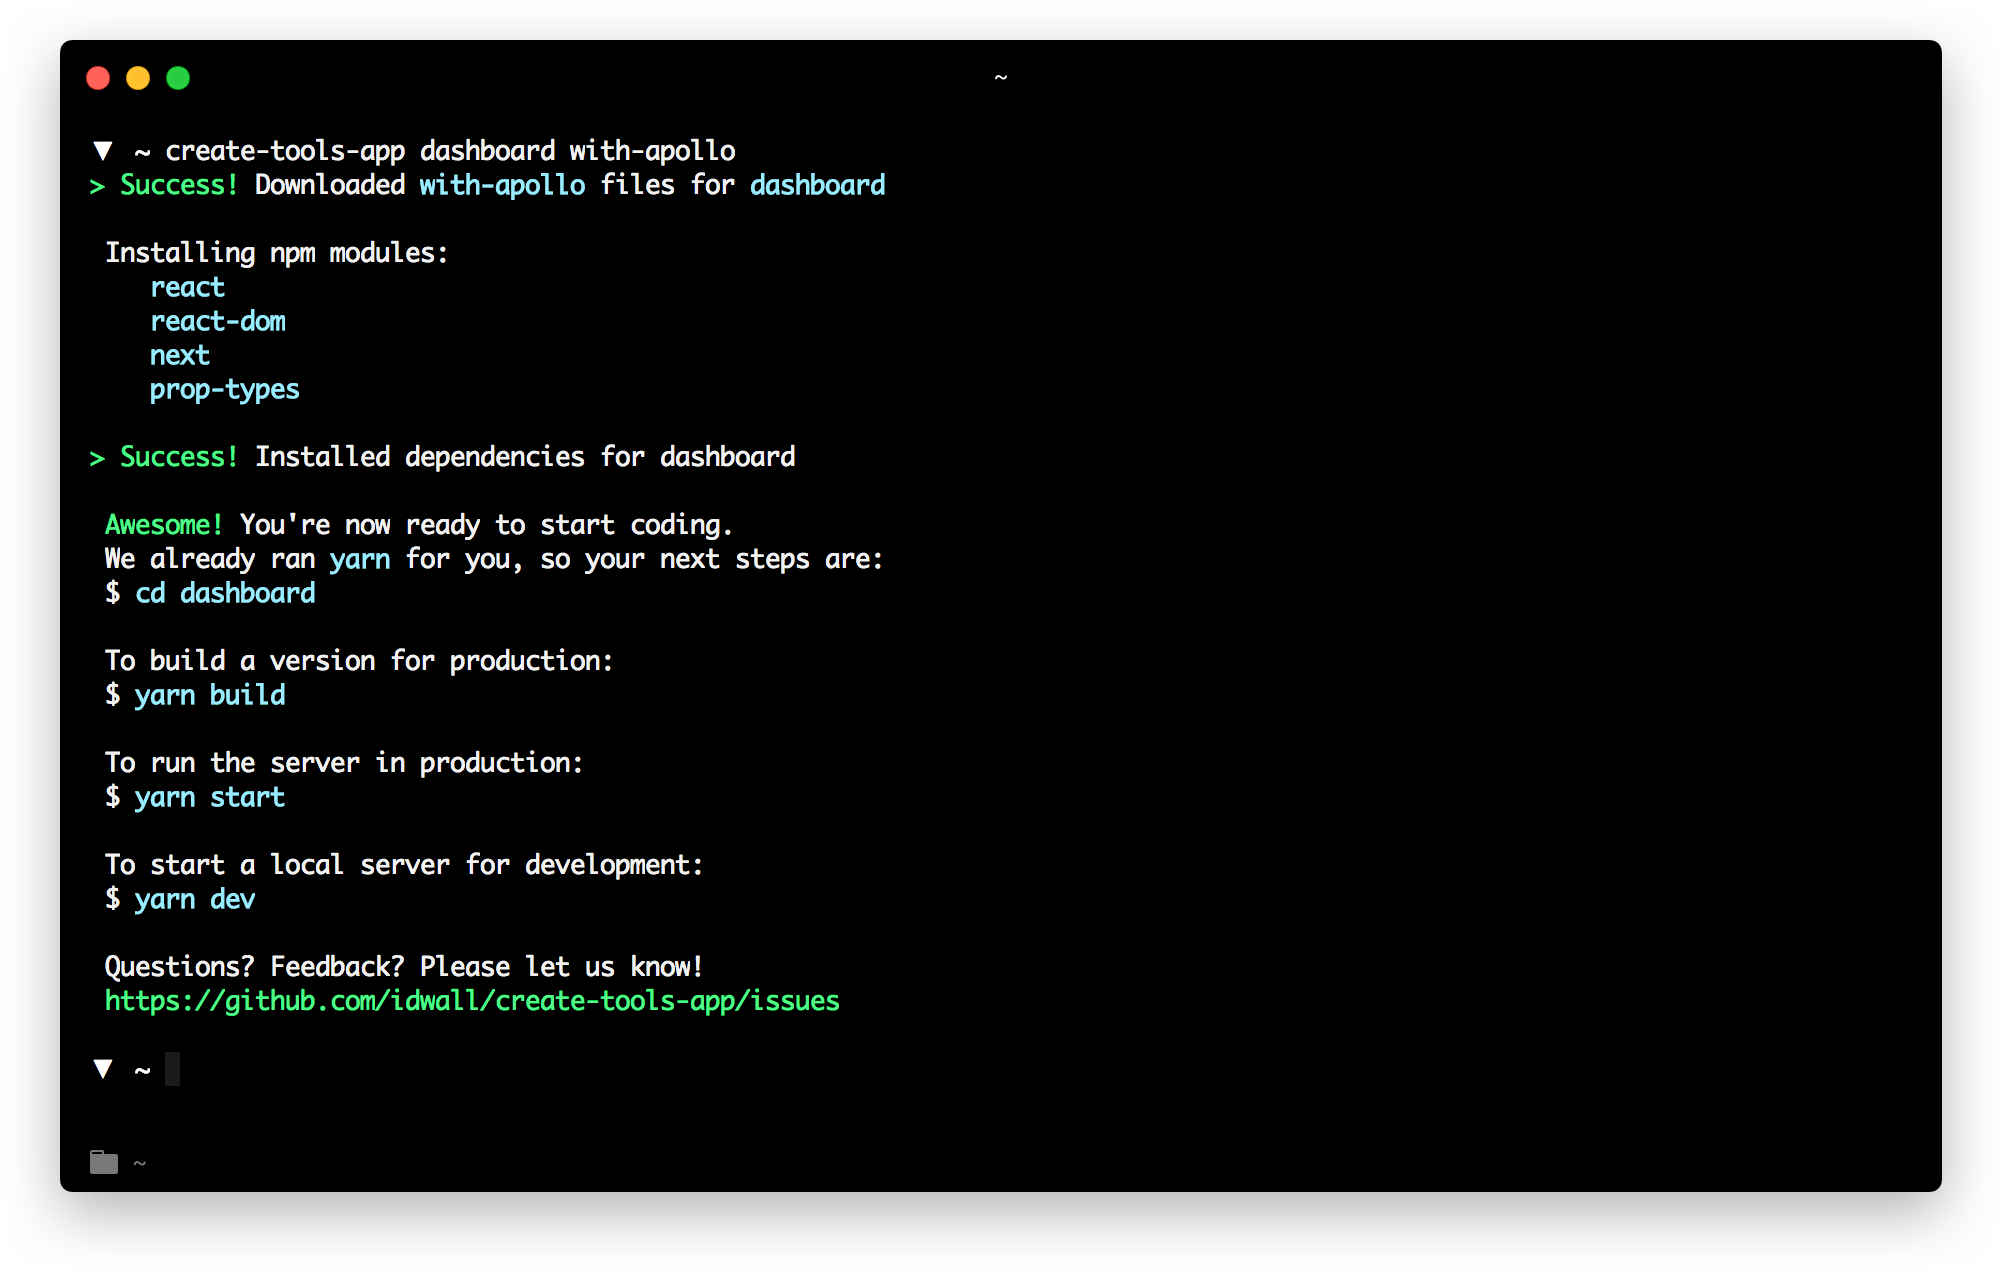 ~
▼ ~ create-tools-app dashboard with-apollo
> Success! Downloaded with-apollo files for dashboard
Installing npm modules:
react
react-dom
next
prop-types
> Success! Installed dependencies for dashboard
Awesome! You're now ready to start coding.
We already ran yarn for you, so your next steps are:
$ cd dashboard
To build a version for production:
$ yarn build
To run the server in production:
$ yarn start
To start a local server for development:
$ yarn dev
Questions? Feedback? Please let us know!
https://github.com/idwall/create-tools-app/issues
▼ ~
~